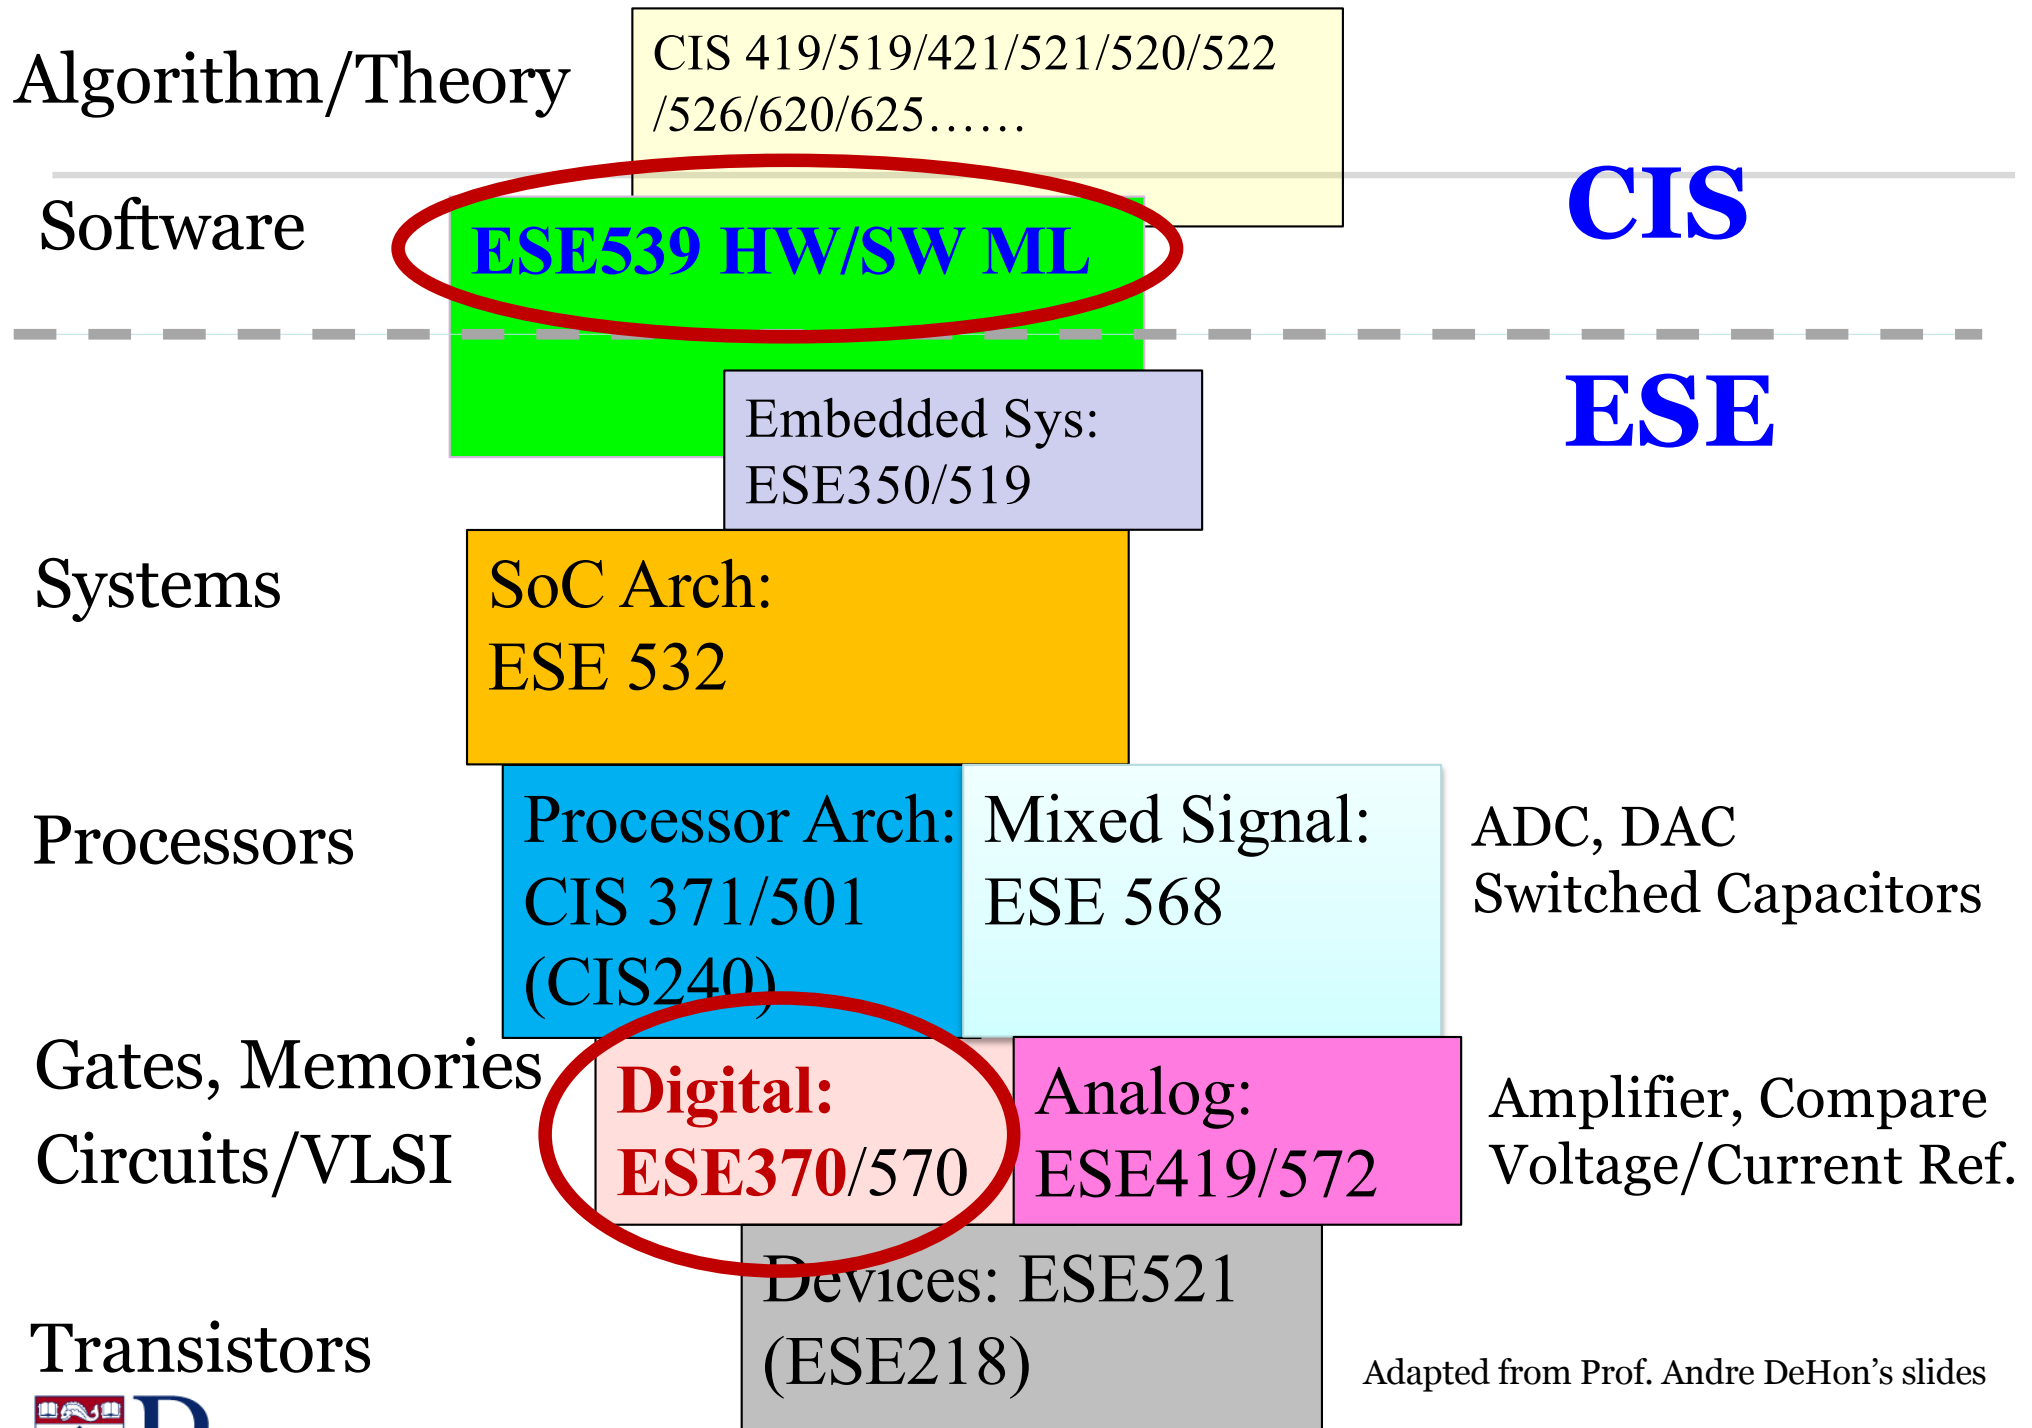 Algorithm/Theory
CIS 419/519/421/521/520/522
/526/620/625......
CIS
Software
ESE539 HW/SW ML
ESE
Embedded Sys:
ESE350/519
Systems
SoC Arch:
ESE 532
Processors
Processor Arch:
CIS 371/501
(CIS240)
Mixed Signal:
ESE 568
ADC, DAC
Switched Capacitors
Gates, Memories
Circuits/VLSI
Digital:
ESE370/570
Analog:
ESE419/572
Amplifier, Compare
Voltage/Current Ref.
Devices: ESE521
(ESE218)
Transistors
Adapted from Prof. Andre DeHon's slides